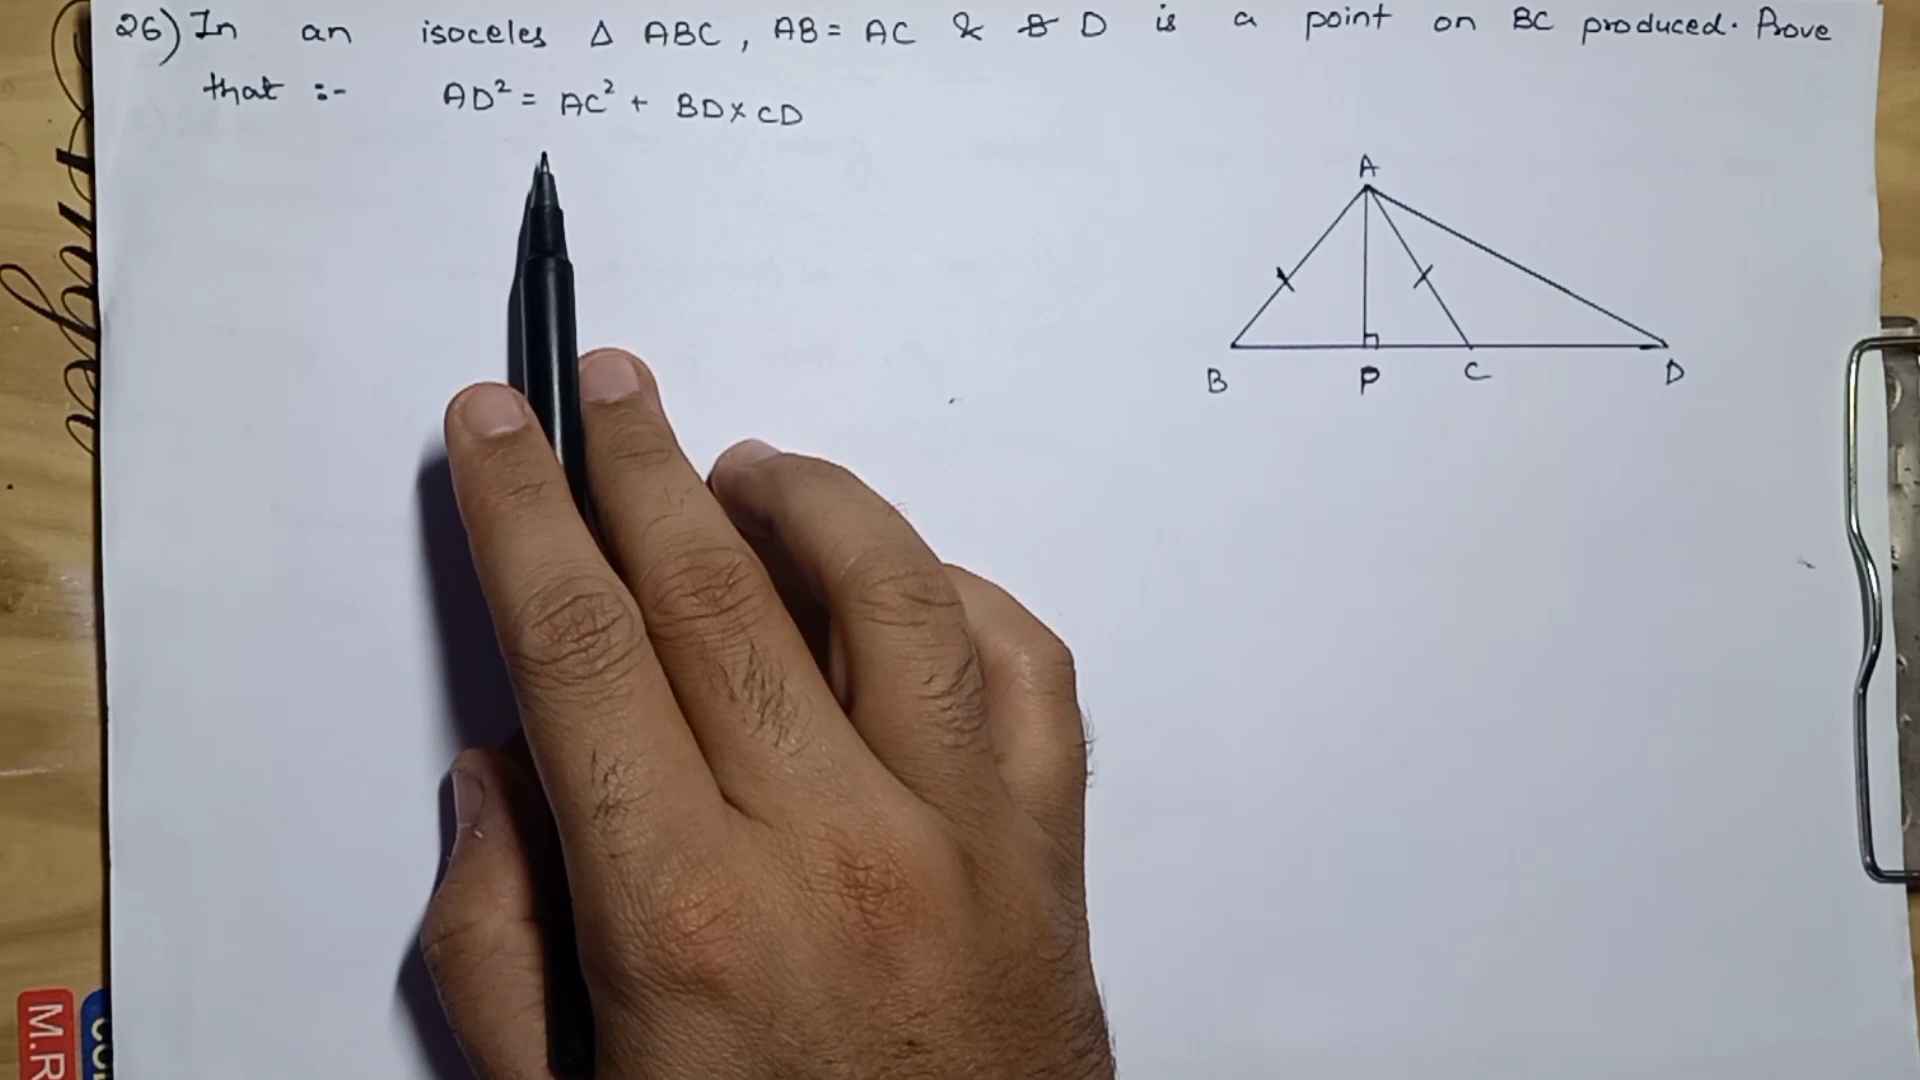 26) In an isoceles Δ ABC, AB = AC & D is a point on BC produced. Prove
that :- AD² = AC² + BD × CD
A
B P C D
M.R